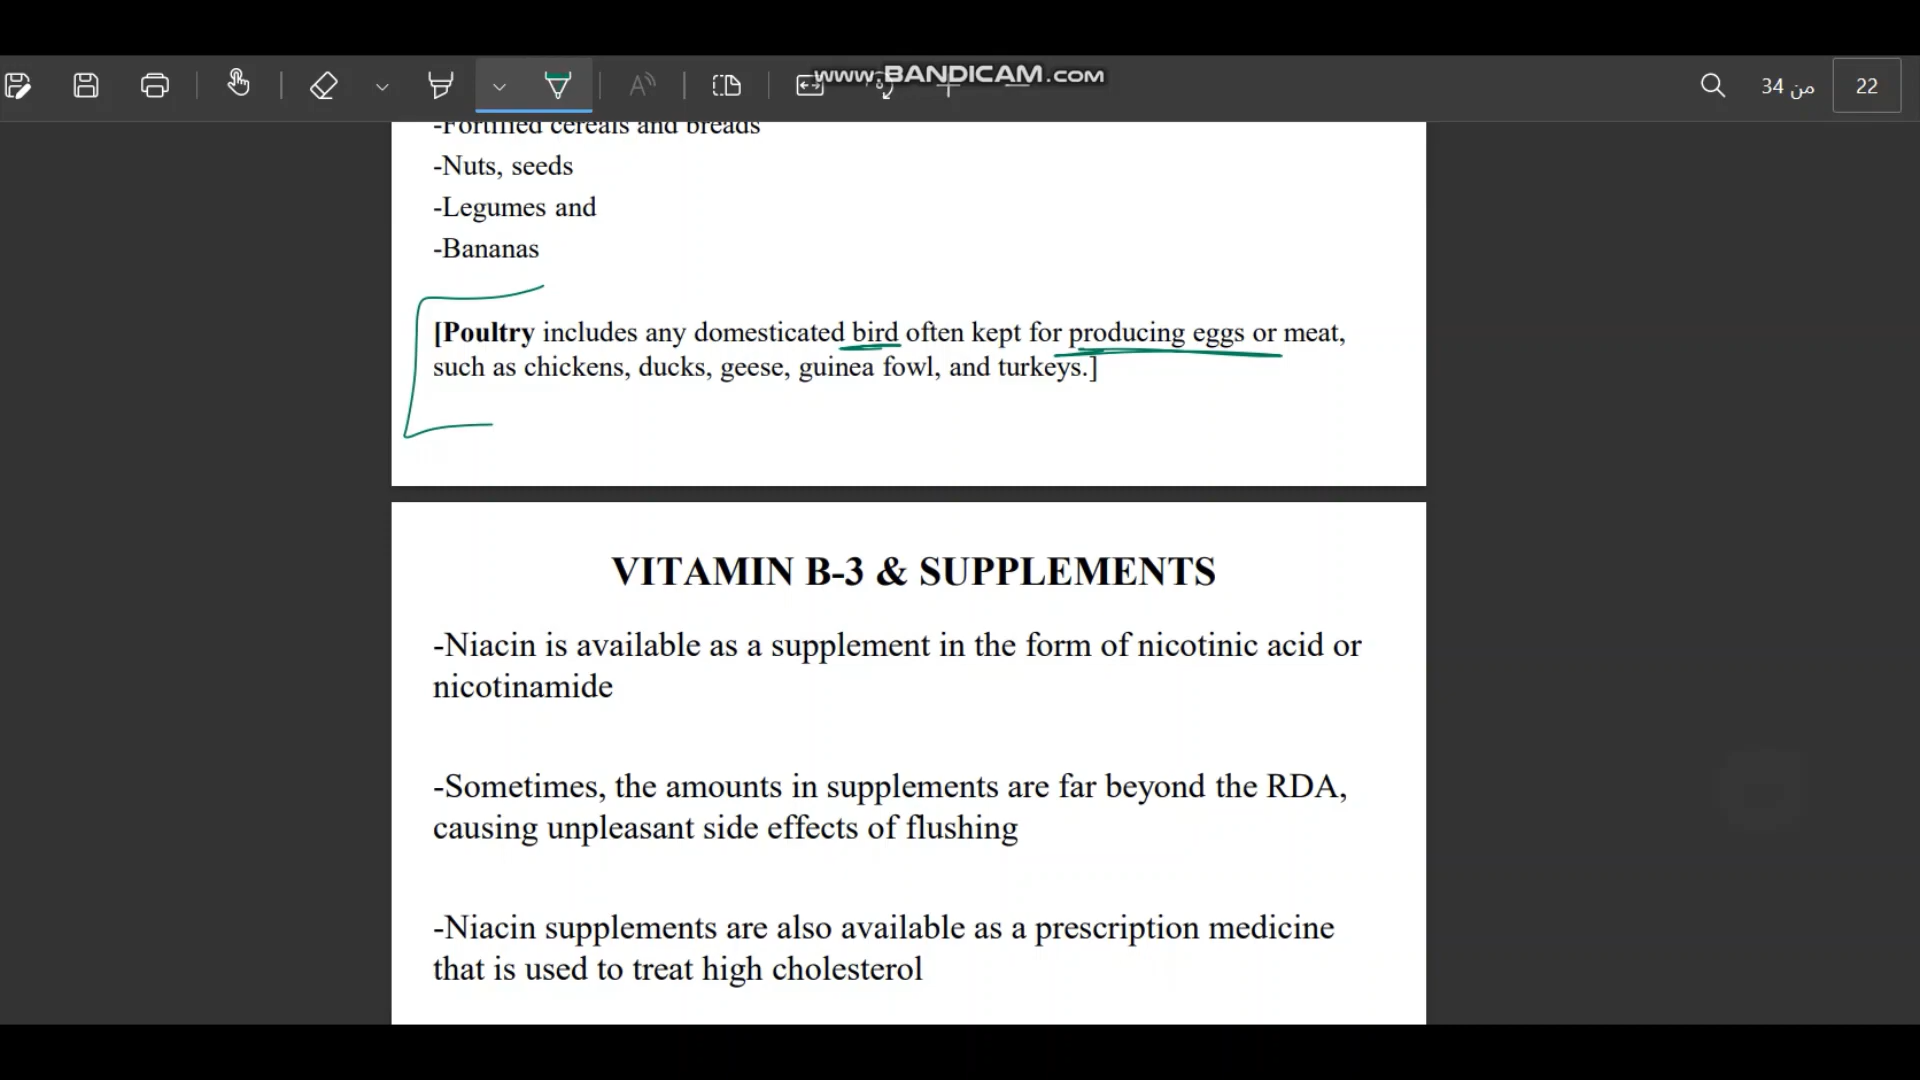 www.BANDICAM.com
34 من
22
-Fortified cereals and breads
-Nuts, seeds
-Legumes and
-Bananas
[Poultry includes any domesticated bird often kept for producing eggs or meat,
such as chickens, ducks, geese, guinea fowl, and turkeys.]
VITAMIN B-3 & SUPPLEMENTS
-Niacin is available as a supplement in the form of nicotinic acid or
nicotinamide
-Sometimes, the amounts in supplements are far beyond the RDA,
causing unpleasant side effects of flushing
-Niacin supplements are also available as a prescription medicine
that is used to treat high cholesterol